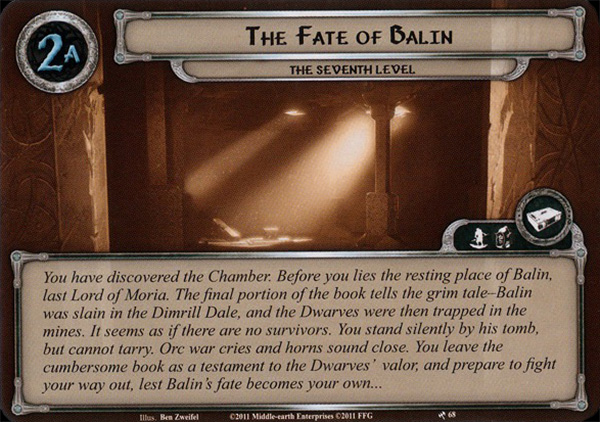 2A
THE FATE OF BALIN
THE SEVENTH LEVEL
You have discovered the Chamber. Before you lies the resting place of Balin,
last Lord of Moria. The final portion of the book tells the grim tale–Balin
was slain in the Dimrill Dale, and the Dwarves were then trapped in the
mines. It seems as if there are no survivors. You stand silently by his tomb,
but cannot tarry. Orc war cries and horns sound close. You leave the
cumbersome book as a testament to the Dwarves' valor, and prepare to fight
your way out, lest Balin's fate becomes your own...
Illus. Ben Zweifel ©2011 Middle-earth Enterprises ©2011 FFG 68